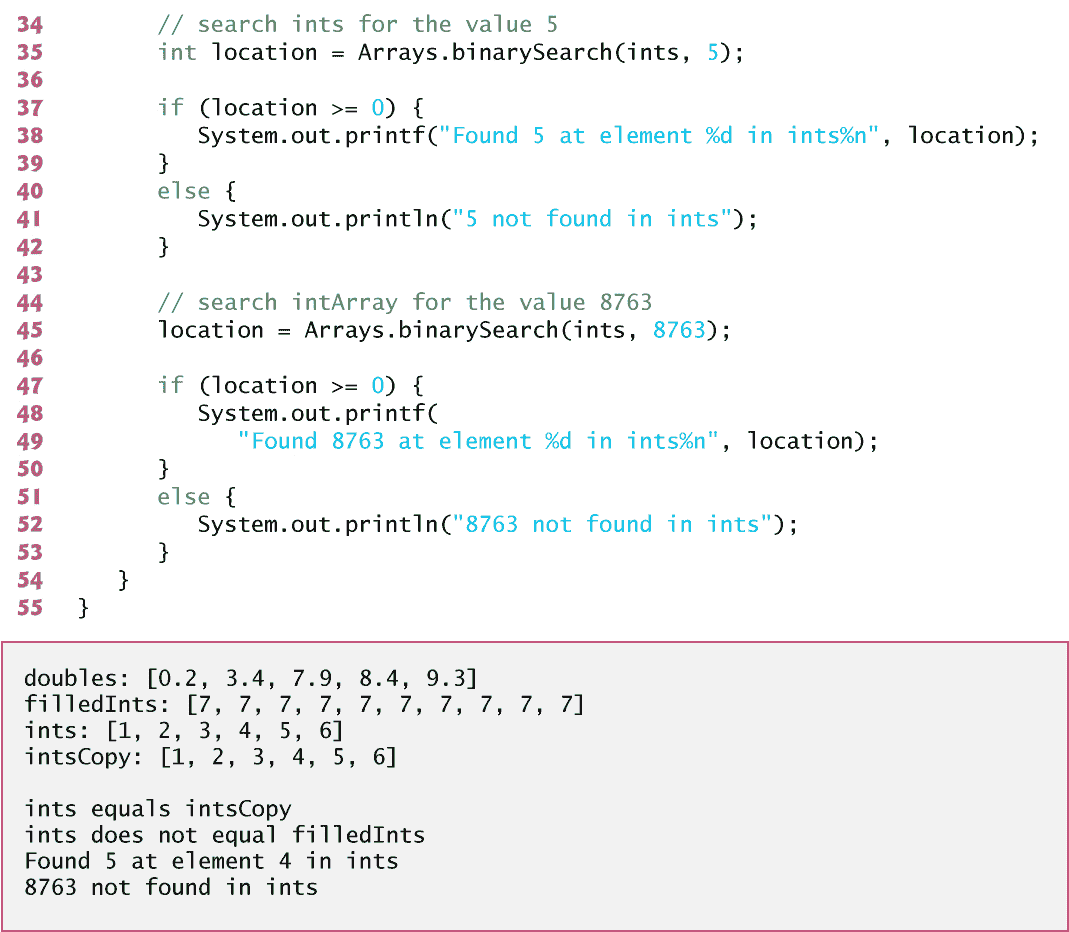 34 // search ints for the value 5
35 int location = Arrays.binarySearch(ints, 5);
36
37 if (location >= 0) {
38 System.out.printf("Found 5 at element %d in ints%n", location);
39 }
40 else {
41 System.out.println("5 not found in ints");
42 }
43
44 // search intArray for the value 8763
45 location = Arrays.binarySearch(ints, 8763);
46
47 if (location >= 0) {
48 System.out.printf(
49 "Found 8763 at element %d in ints%n", location);
50 }
51 else {
52 System.out.println("8763 not found in ints");
53 }
54 }
55 }
doubles: [0.2, 3.4, 7.9, 8.4, 9.3]
filledInts: [7, 7, 7, 7, 7, 7, 7, 7, 7, 7]
ints: [1, 2, 3, 4, 5, 6]
intsCopy: [1, 2, 3, 4, 5, 6]
ints equals intsCopy
ints does not equal filledInts
Found 5 at element 4 in ints
8763 not found in ints